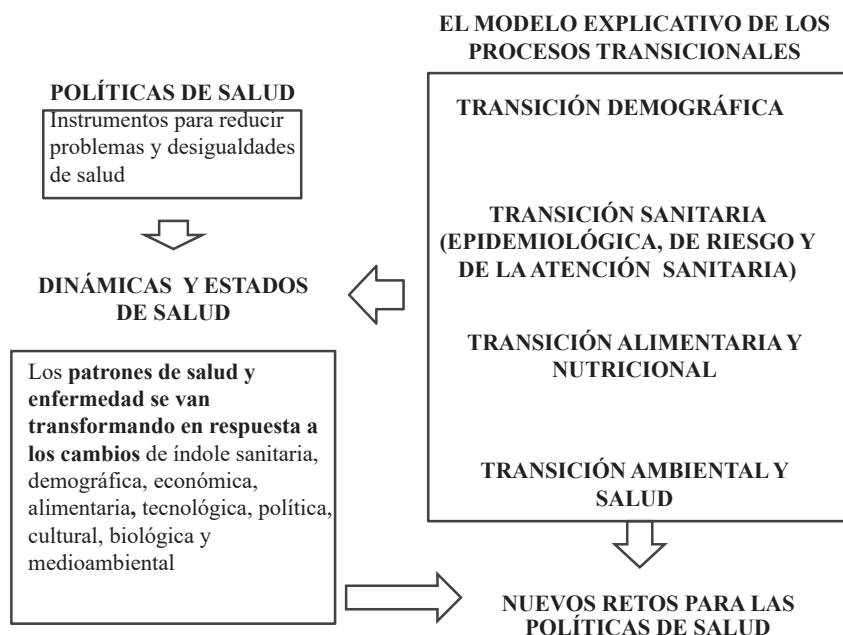 EL MODELO EXPLICATIVO DE LOS
PROCESOS TRANSICIONALES
POLÍTICAS DE SALUD
Instrumentos para reducir
problemas y desigualdades
de salud
DINÁMICAS Y ESTADOS
DE SALUD
Los patrones de salud y
enfermedad se van
transformando en respuesta a
los cambios de índole sanitaria,
demográfica, económica,
alimentaria, tecnológica, política,
cultural, biológica y
medioambiental
TRANSICIÓN DEMOGRÁFICA
TRANSICIÓN SANITARIA
(EPIDEMIOLÓGICA, DE RIESGO Y
DE LA ATENCIÓN SANITARIA)
TRANSICIÓN ALIMENTARIA Y
NUTRICIONAL
TRANSICIÓN AMBIENTAL Y
SALUD
NUEVOS RETOS PARA LAS
POLÍTICAS DE SALUD